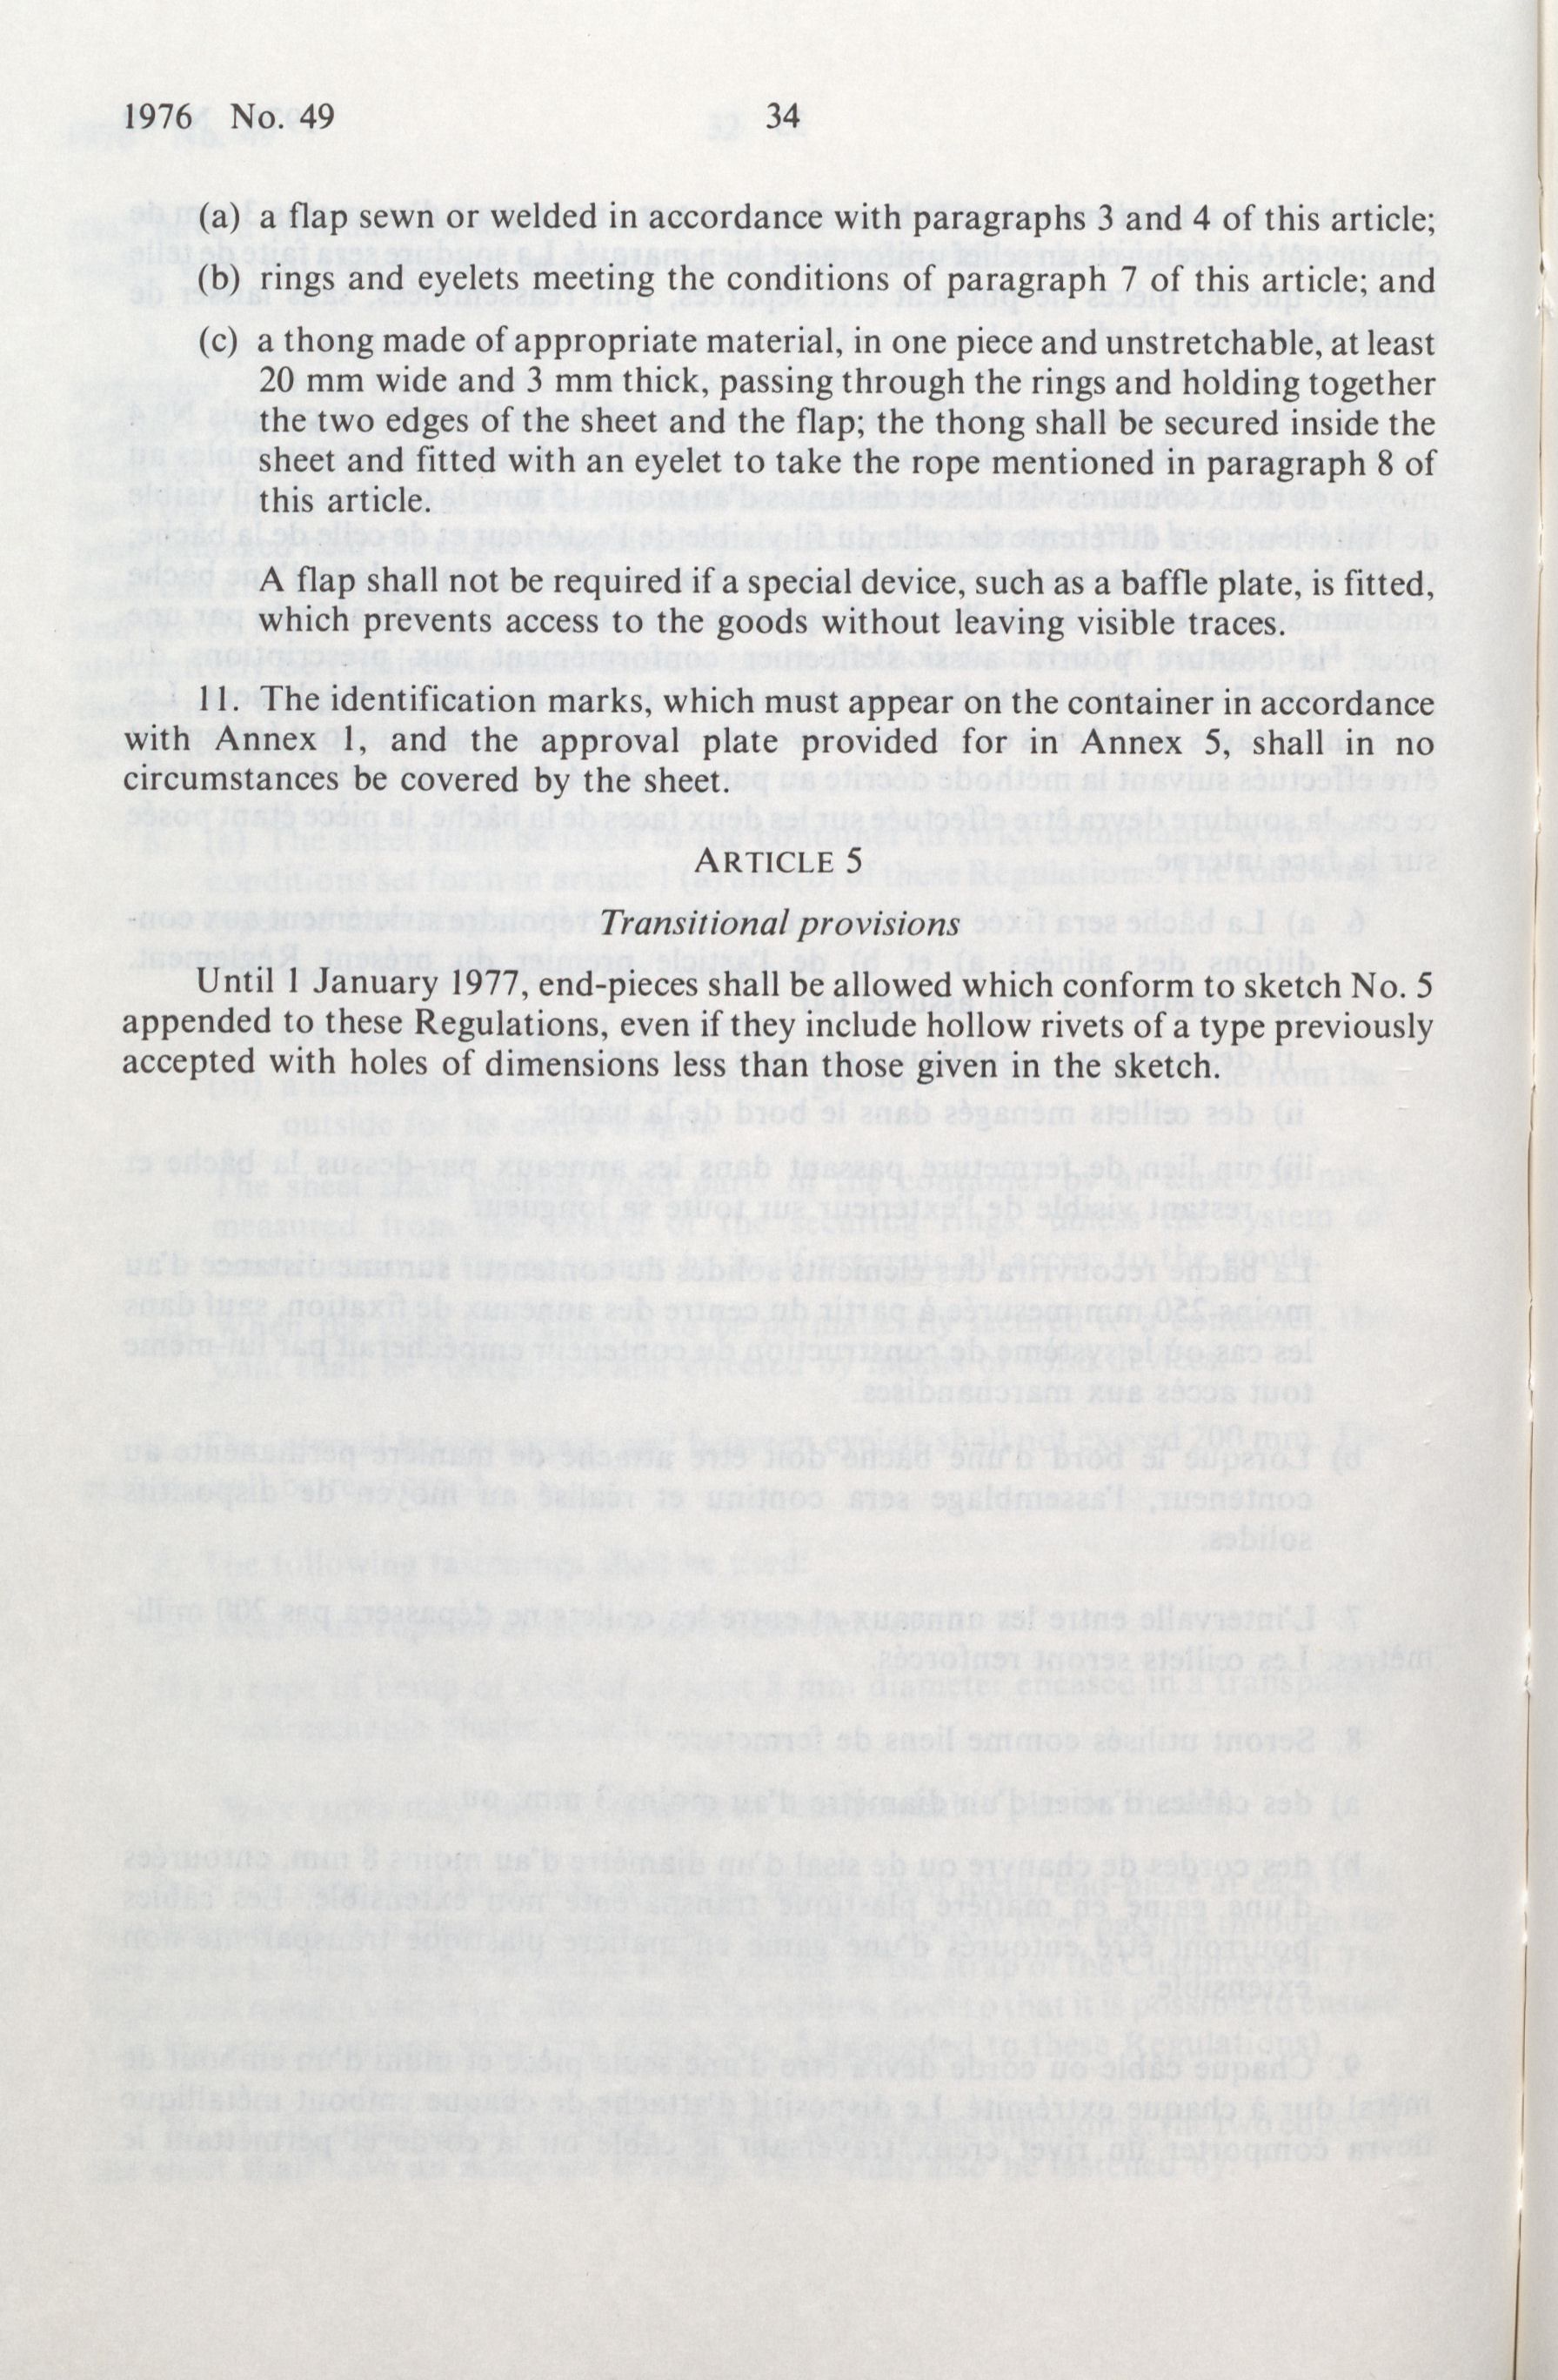 1976 No. 49
34
(a) a flap sewn or welded in accordance with paragraphs 3 and 4 of this article;
(b) rings and eyelets meeting the conditions of paragraph 7 of this article; and
(c) a thong made of appropriate material, in one piece and unstretchable, at least
20 mm wide and 3 mm thick, passing through the rings and holding together
the two edges of the sheet and the flap; the thong shall be secured inside the
sheet and fitted with an eyelet to take the rope mentioned in paragraph 8 of
this article.
A flap shall not be required if a special device, such as a baffle plate, is fitted,
which prevents access to the goods without leaving visible traces.
11. The identification marks, which must appear on the container in accordance
with Annex 1, and the approval plate provided for in Annex 5, shall in no
circumstances be covered by the sheet.
ARTICLE 5
Transitional provisions
Until 1 January 1977, end-pieces shall be allowed which conform to sketch No. 5
appended to these Regulations, even if they include hollow rivets of a type previously
accepted with holes of dimensions less than those given in the sketch.